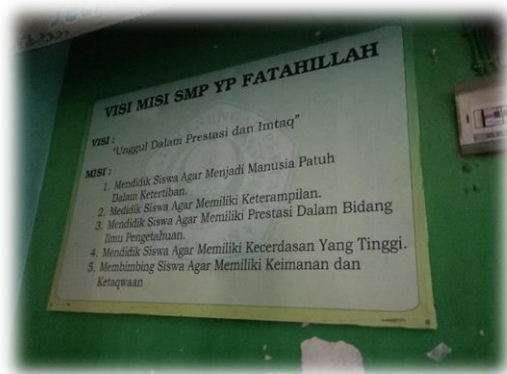 VISI MISI SMP YP FATAHILLAH
VISI :
"Unggul Dalam Prestasi dan Imtaq"
MISI :
1. Mendidik Siswa Agar Menjadi Manusia Patuh
Dalam Ketertiban.
2. Medidik Siswa Agar Memiliki Keterampilan.
3. Mendidik Siswa Agar Memiliki Prestasi Dalam Bidang
Ilmu Pengetahuan.
4. Mendidik Siswa Agar Memiliki Kecerdasan Yang Tinggi.
5. Membimbing Siswa Agar Memiliki Keimanan dan
Ketaqwaan